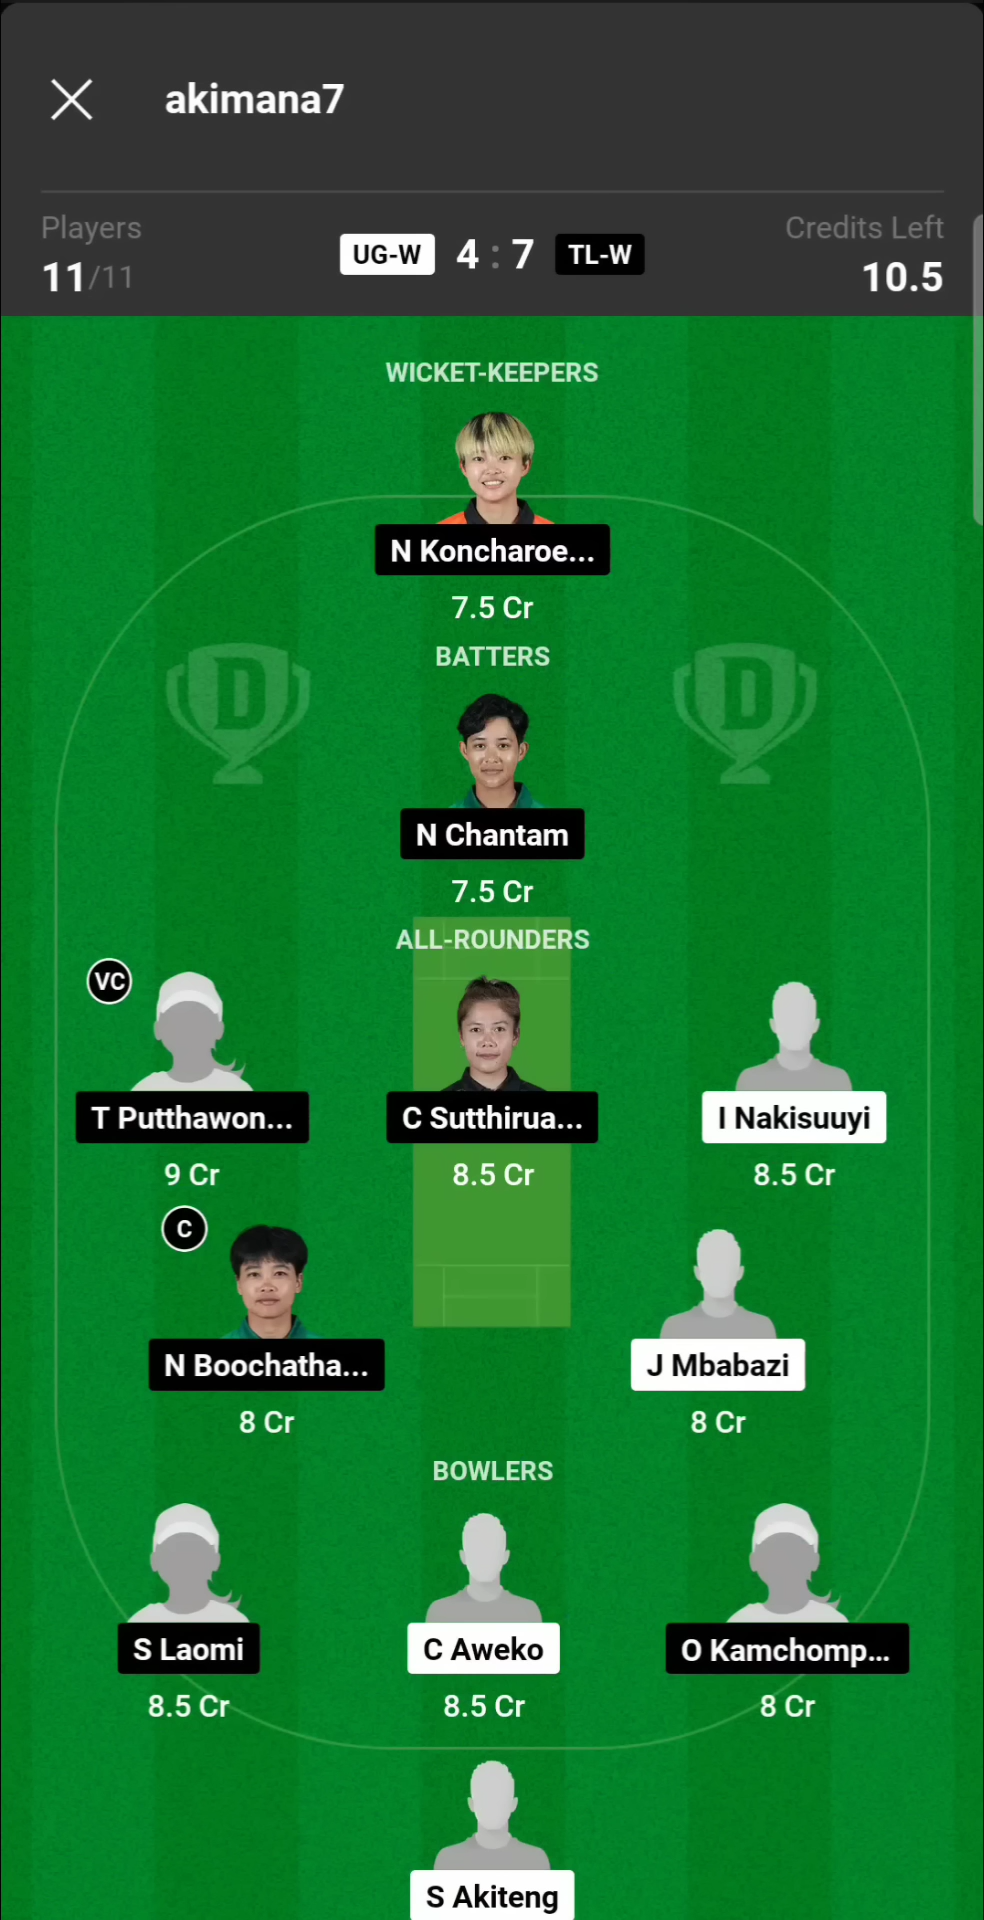 akimana7
Players
11/11
UG-W 4 : 7 TL-W
Credits Left
10.5
WICKET-KEEPERS
N Koncharoe...
7.5 Cr
BATTERS
D D
N Chantam
7.5 Cr
ALL-ROUNDERS
VC
T Putthawon... C Sutthirua... I Nakisuuyi
9 Cr 8.5 Cr 8.5 Cr
C
N Boochatha... J Mbabazi
8 Cr 8 Cr
BOWLERS
S Laomi C Aweko O Kamchomp...
8.5 Cr 8.5 Cr 8 Cr
S Akiteng